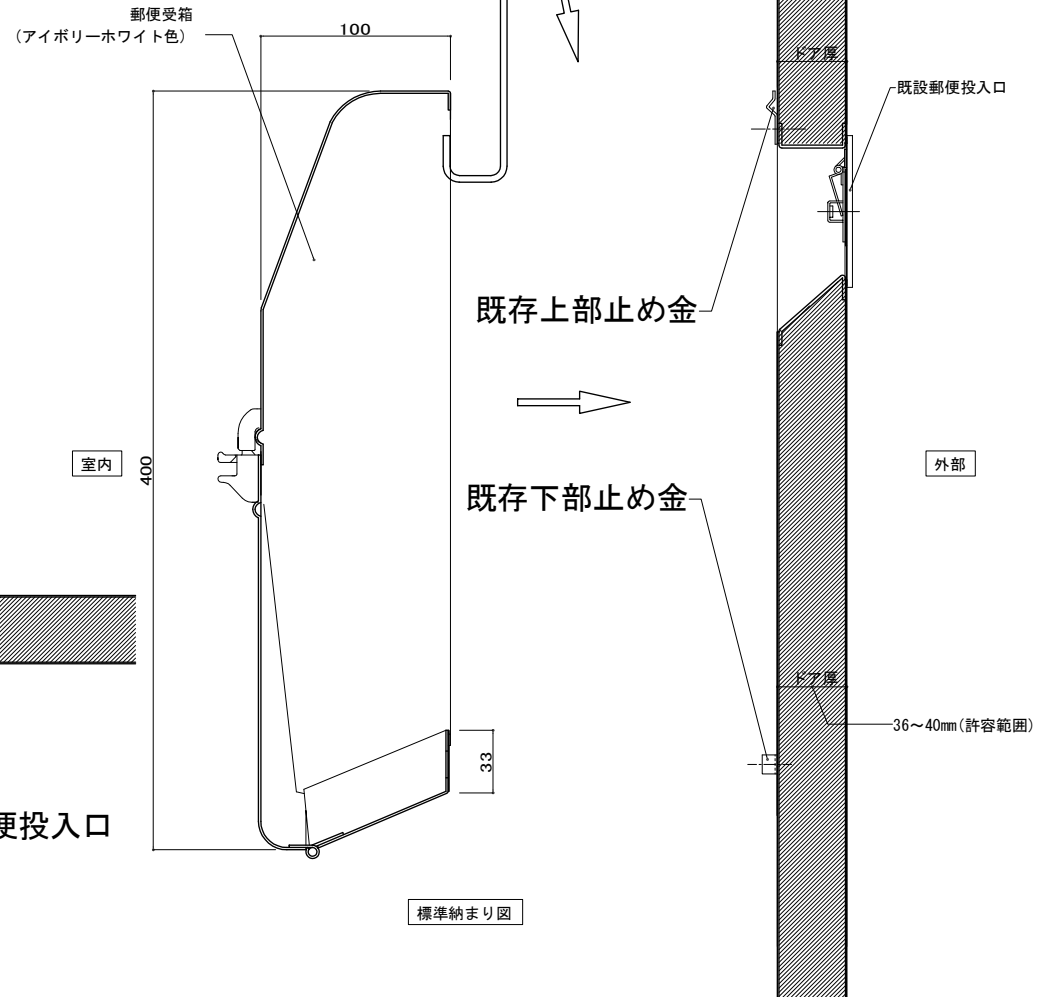 郵便受箱
(アイボリーホワイト色)
100
ドア厚
既設郵便投入口
既存上部止め金
室内
400
外部
既存下部止め金
ドア厚
36～40mm(許容範囲)
33
便投入口
標準納まり図